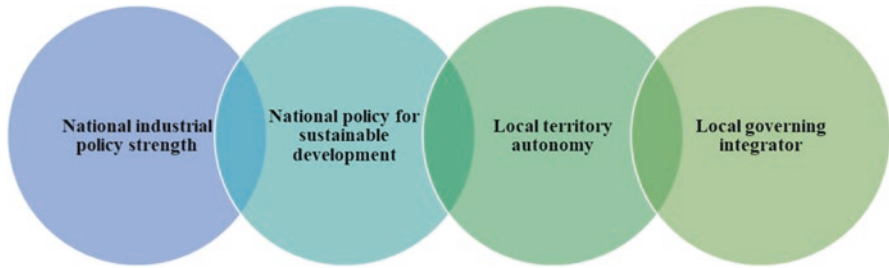 National industrial
policy strength
National policy for
sustainable
development
Local territory
autonomy
Local governing
integrator